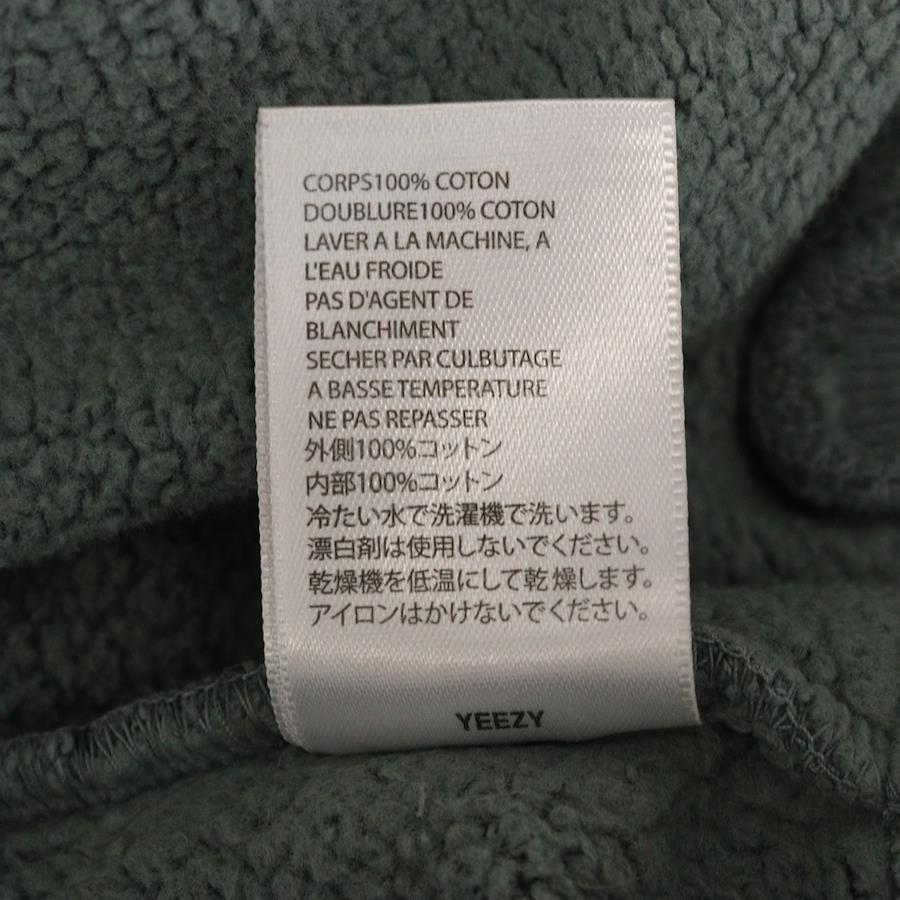 CORPS100% COTON
DOUBLURE100% COTON
LAVER A LA MACHINE, A
L'EAU FROIDE
PAS D'AGENT DE
BLANCHIMENT
SECHER PAR CULBUTAGE
A BASSE TEMPERATURE
NE PAS REPASSER
外側100%コットン
内部100%コットン
冷たい水で洗濯機で洗います。
漂白剤は使用しないでください。
乾燥機を低温にして乾燥します。
アイロンはかけないでください。
YEEZY